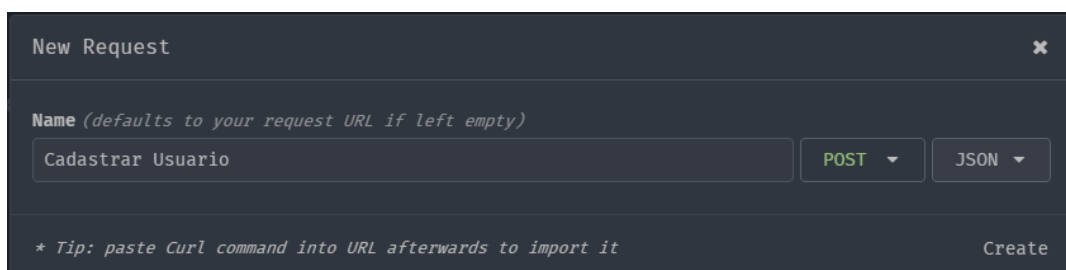 New Request ✖
Name (defaults to your request URL if left empty)
Cadastrar Usuario POST JSON
* Tip: paste Curl command into URL afterwards to import it Create